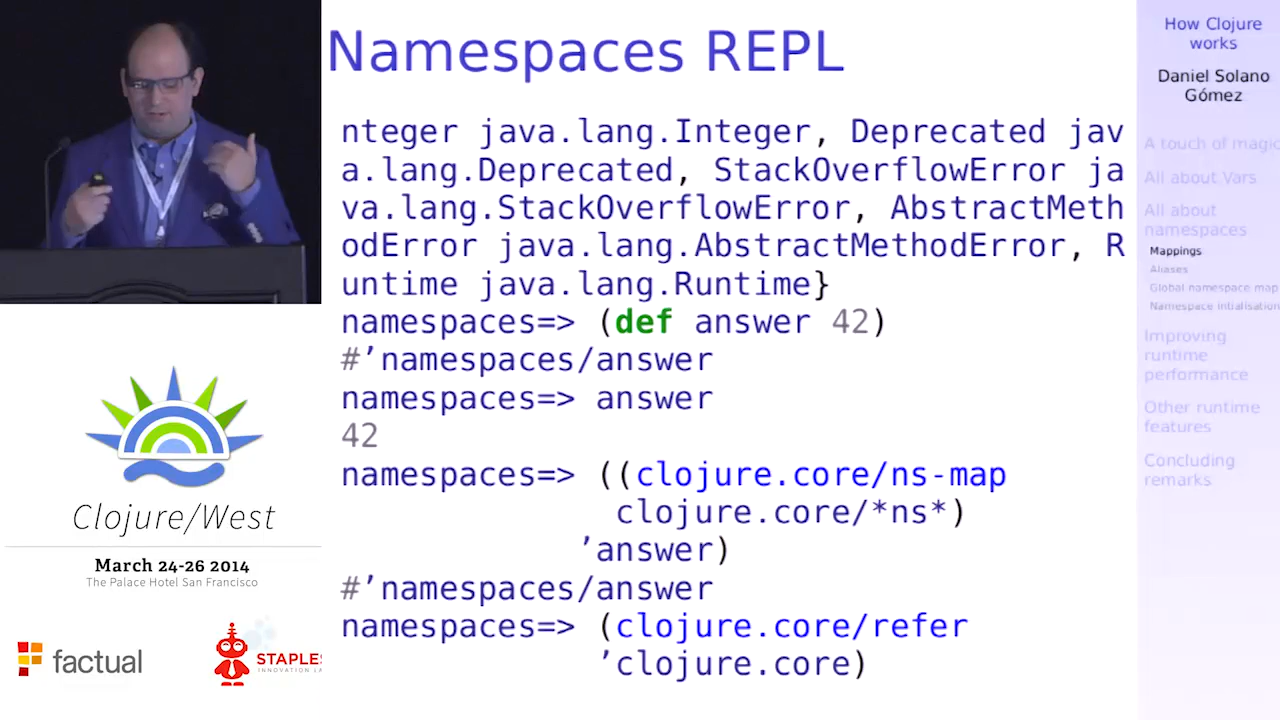 Namespaces REPL
nteger java.lang.Integer, Deprecated jav
a.lang.Deprecated, StackOverflowError ja
va.lang.StackOverflowError, AbstractMeth
odError java.lang.AbstractMethodError, R
untime java.lang.Runtime}
namespaces=> (def answer 42)
#’namespaces/answer
namespaces=> answer
42
namespaces=> ((clojure.core/ns-map
clojure.core/*ns*)
’answer)
#’namespaces/answer
namespaces=> (clojure.core/refer
’clojure.core)
How Clojure
works
Daniel Solano
Gómez
A touch of magic
All about Vars
All about
namespaces
Mappings
Aliases
Global namespace map
Namespace intialisation
Improving
runtime
performance
Other runtime
features
Concluding
remarks
Clojure/West
March 24-26 2014
The Palace Hotel San Francisco
factual
STAPLES
INNOVATION LA